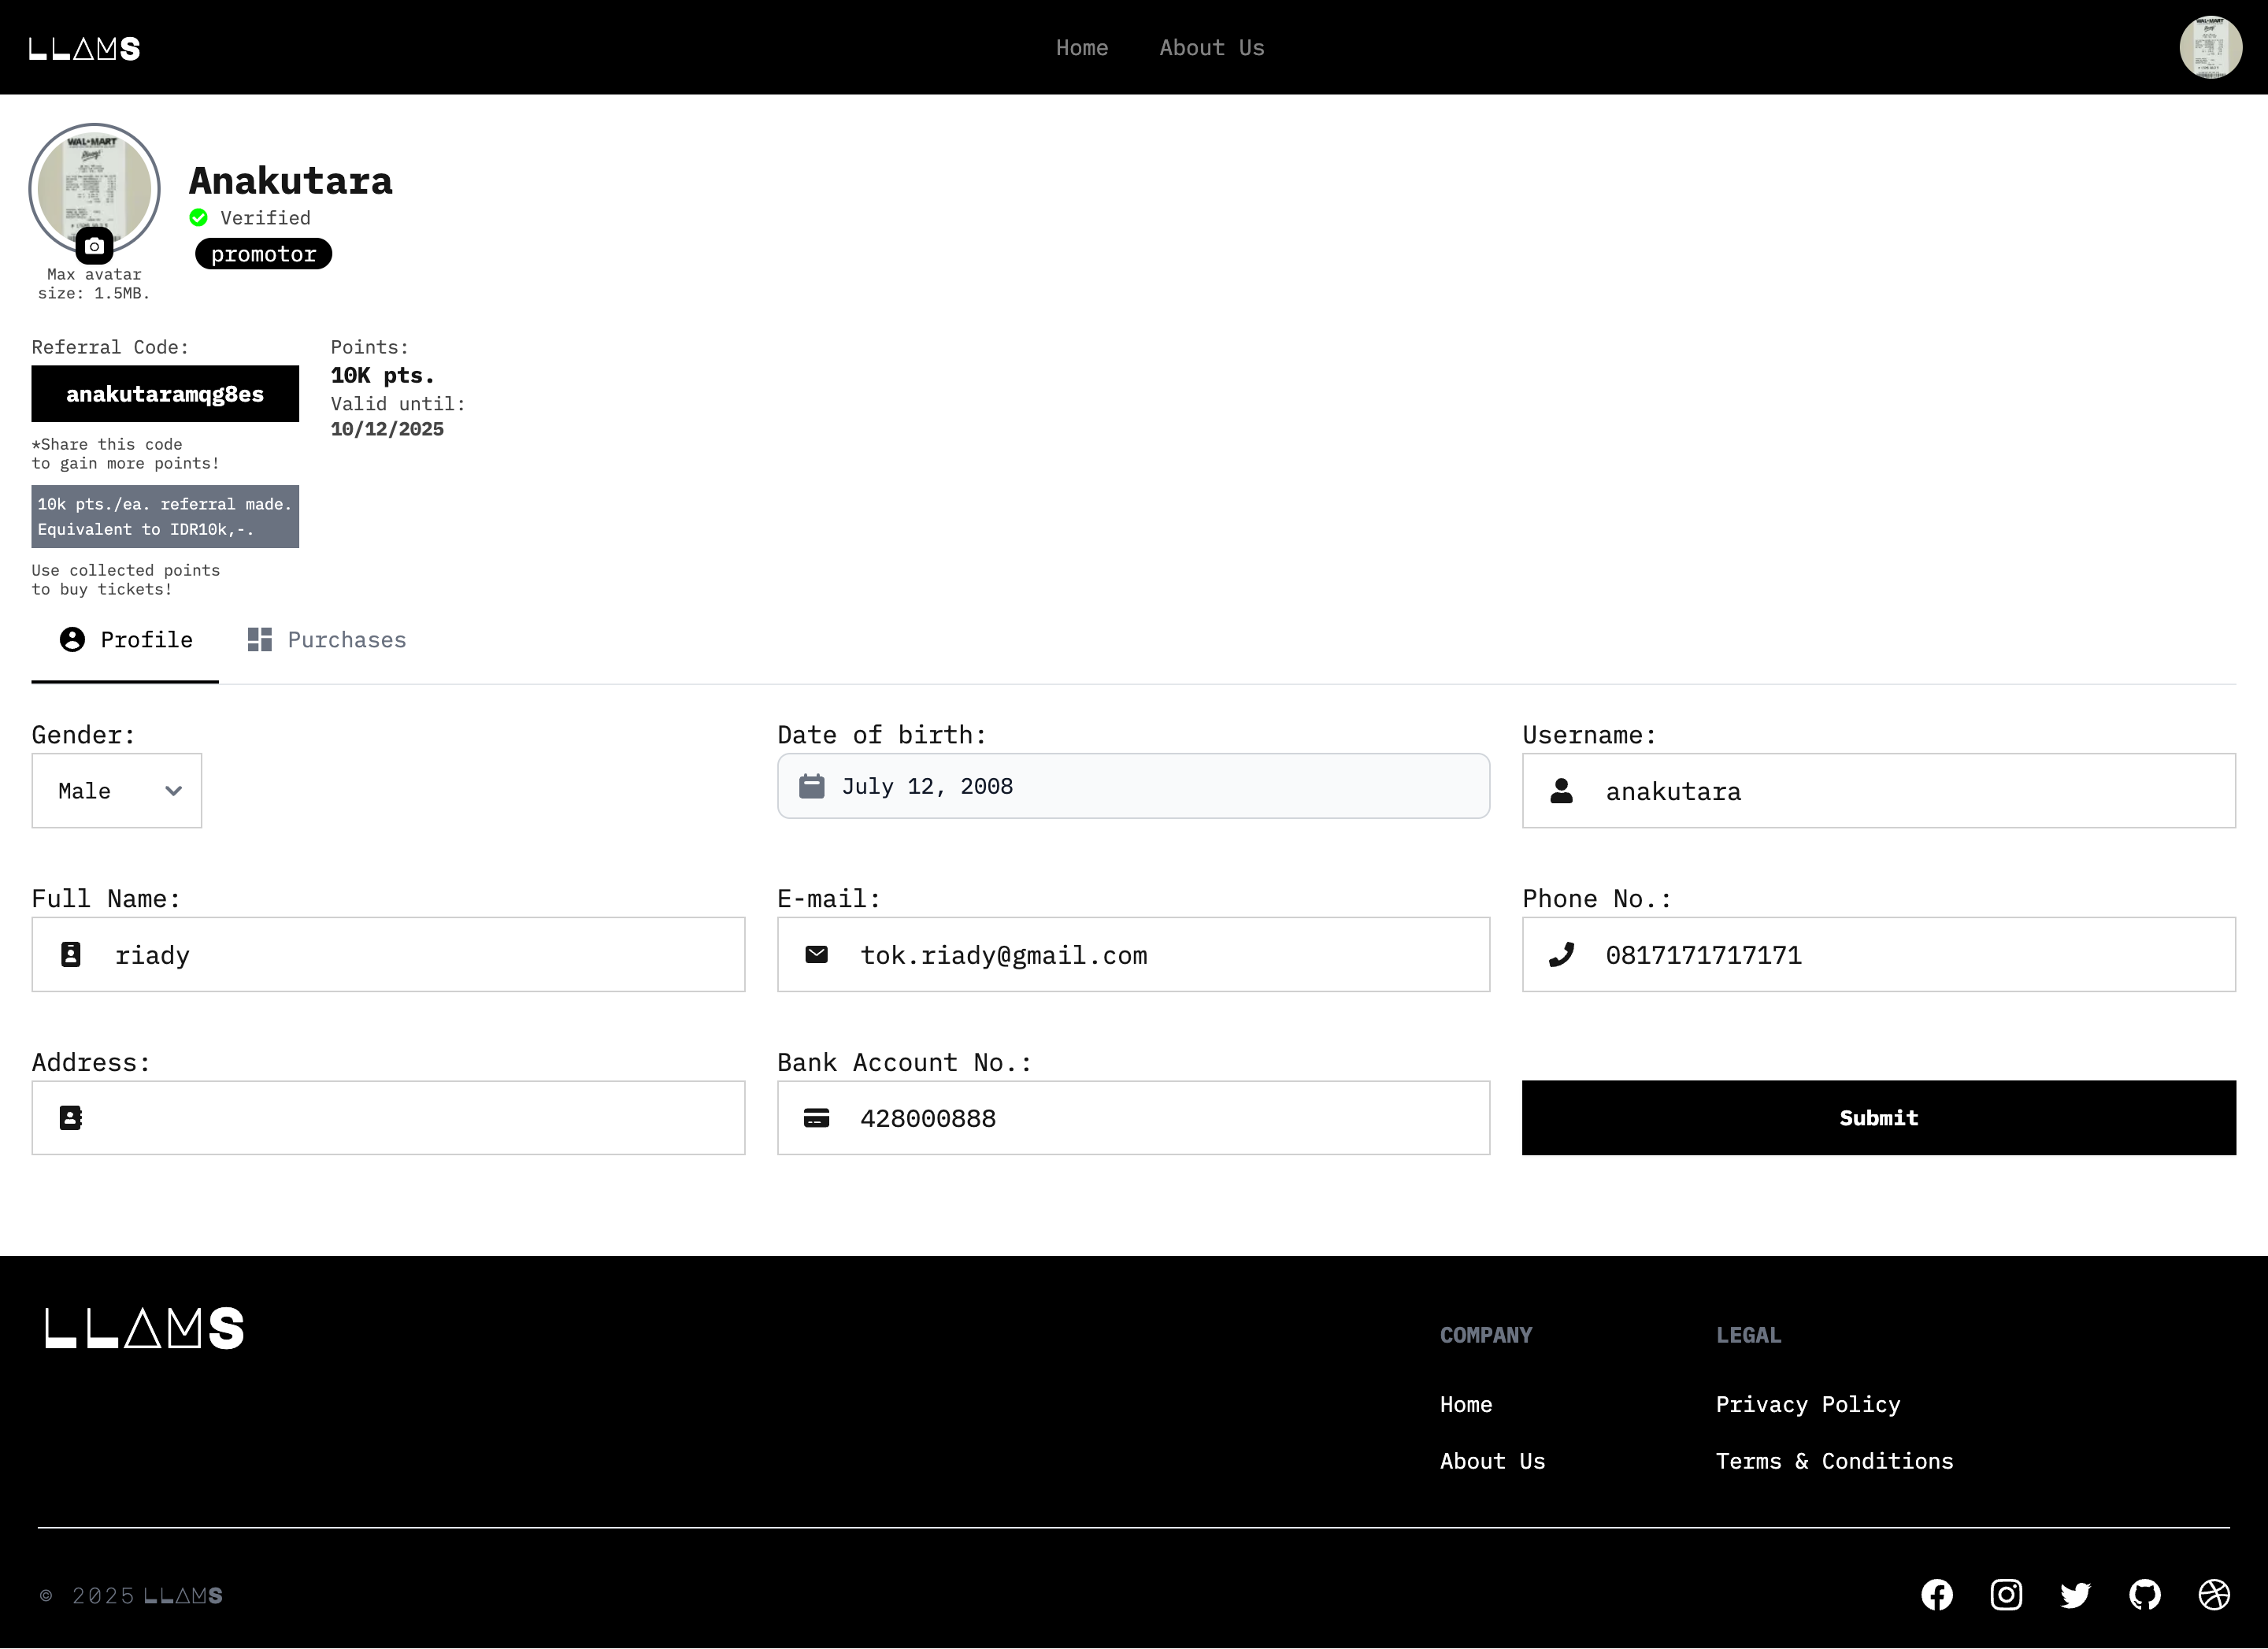 LLAMS
Home About Us
WAL*MART
Anakutara
Verified
promotor
Max avatar
size: 1.5MB.
Referral Code:
anakutaramqg8es
*Share this code
to gain more points!
10k pts./ea. referral made.
Equivalent to IDR10k,-.
Use collected points
to buy tickets!
Points:
10K pts.
Valid until:
10/12/2025
Profile Purchases
Gender:
Male
Date of birth:
July 12, 2008
Username:
anakutara
Full Name:
riady
E-mail:
tok.riady@gmail.com
Phone No.:
0817171717171
Address:
Bank Account No.:
428000888
Submit
LLAMS
COMPANY
Home
About Us
LEGAL
Privacy Policy
Terms & Conditions
© 2025 LLAMS